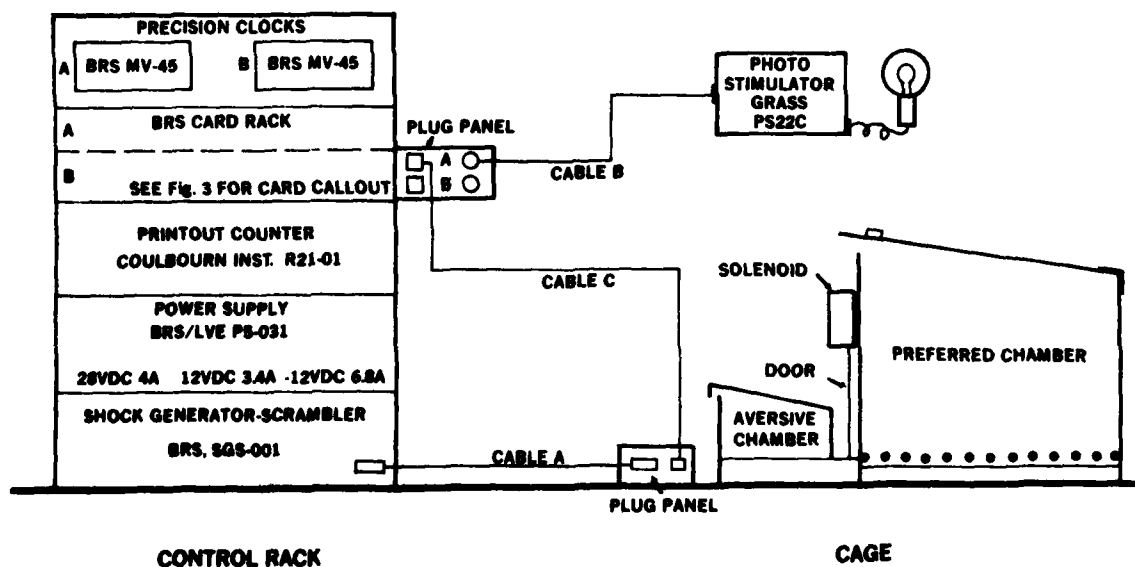 PRECISION CLOCKS
A
BRS MV-45
B
BRS MV-45
A
BRS CARD RACK
B
SEE Fig. 3 FOR CARD CALLOUT
PLUG PANEL
A
B
CABLE B
PHOTO
STIMULATOR
GRASS
PS22C
PRINTOUT COUNTER
COULBOURN INST. R21-01
CABLE C
POWER SUPPLY
BRS/LVE PS-031
28VDC 4A 12VDC 3.4A -12VDC 6.8A
SHOCK GENERATOR-SCRAMBLER
BRS, SGS-001
CABLE A
PLUG PANEL
SOLENOID
DOOR
AVERSIVE
CHAMBER
PREFERRED CHAMBER
CONTROL RACK
CAGE